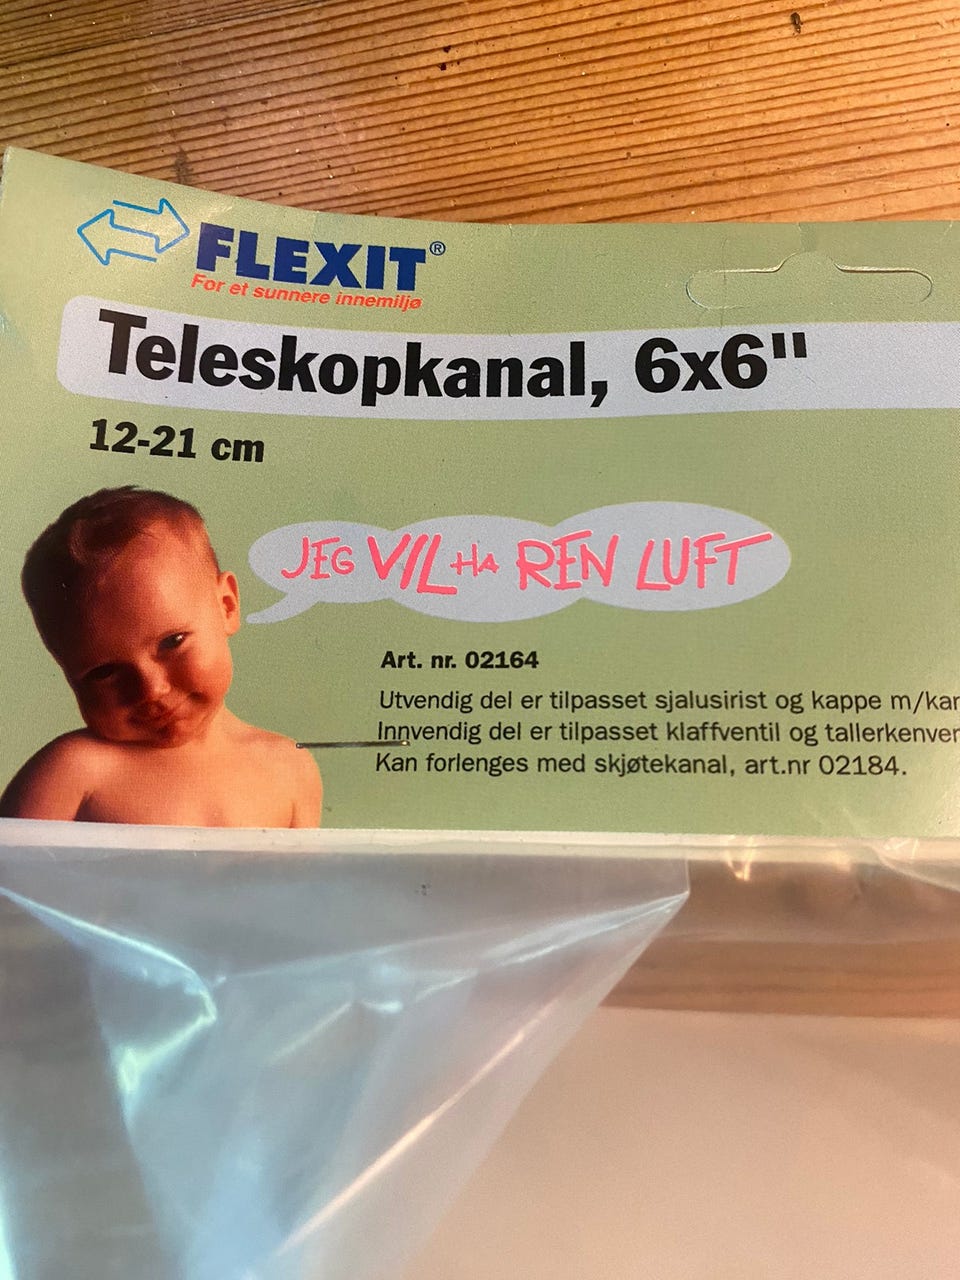 FLEXIT®
For et sunnere innemiljø
Teleskopkanal, 6x6"
12-21 cm
JEG VIL HA REN LUFT
Art. nr. 02164
Utvendig del er tilpasset sjalusirist og kappe
Innvendig del er tilpasset klaffventil og
Kan forlenges med skjøtekanal, art.nr 02184.